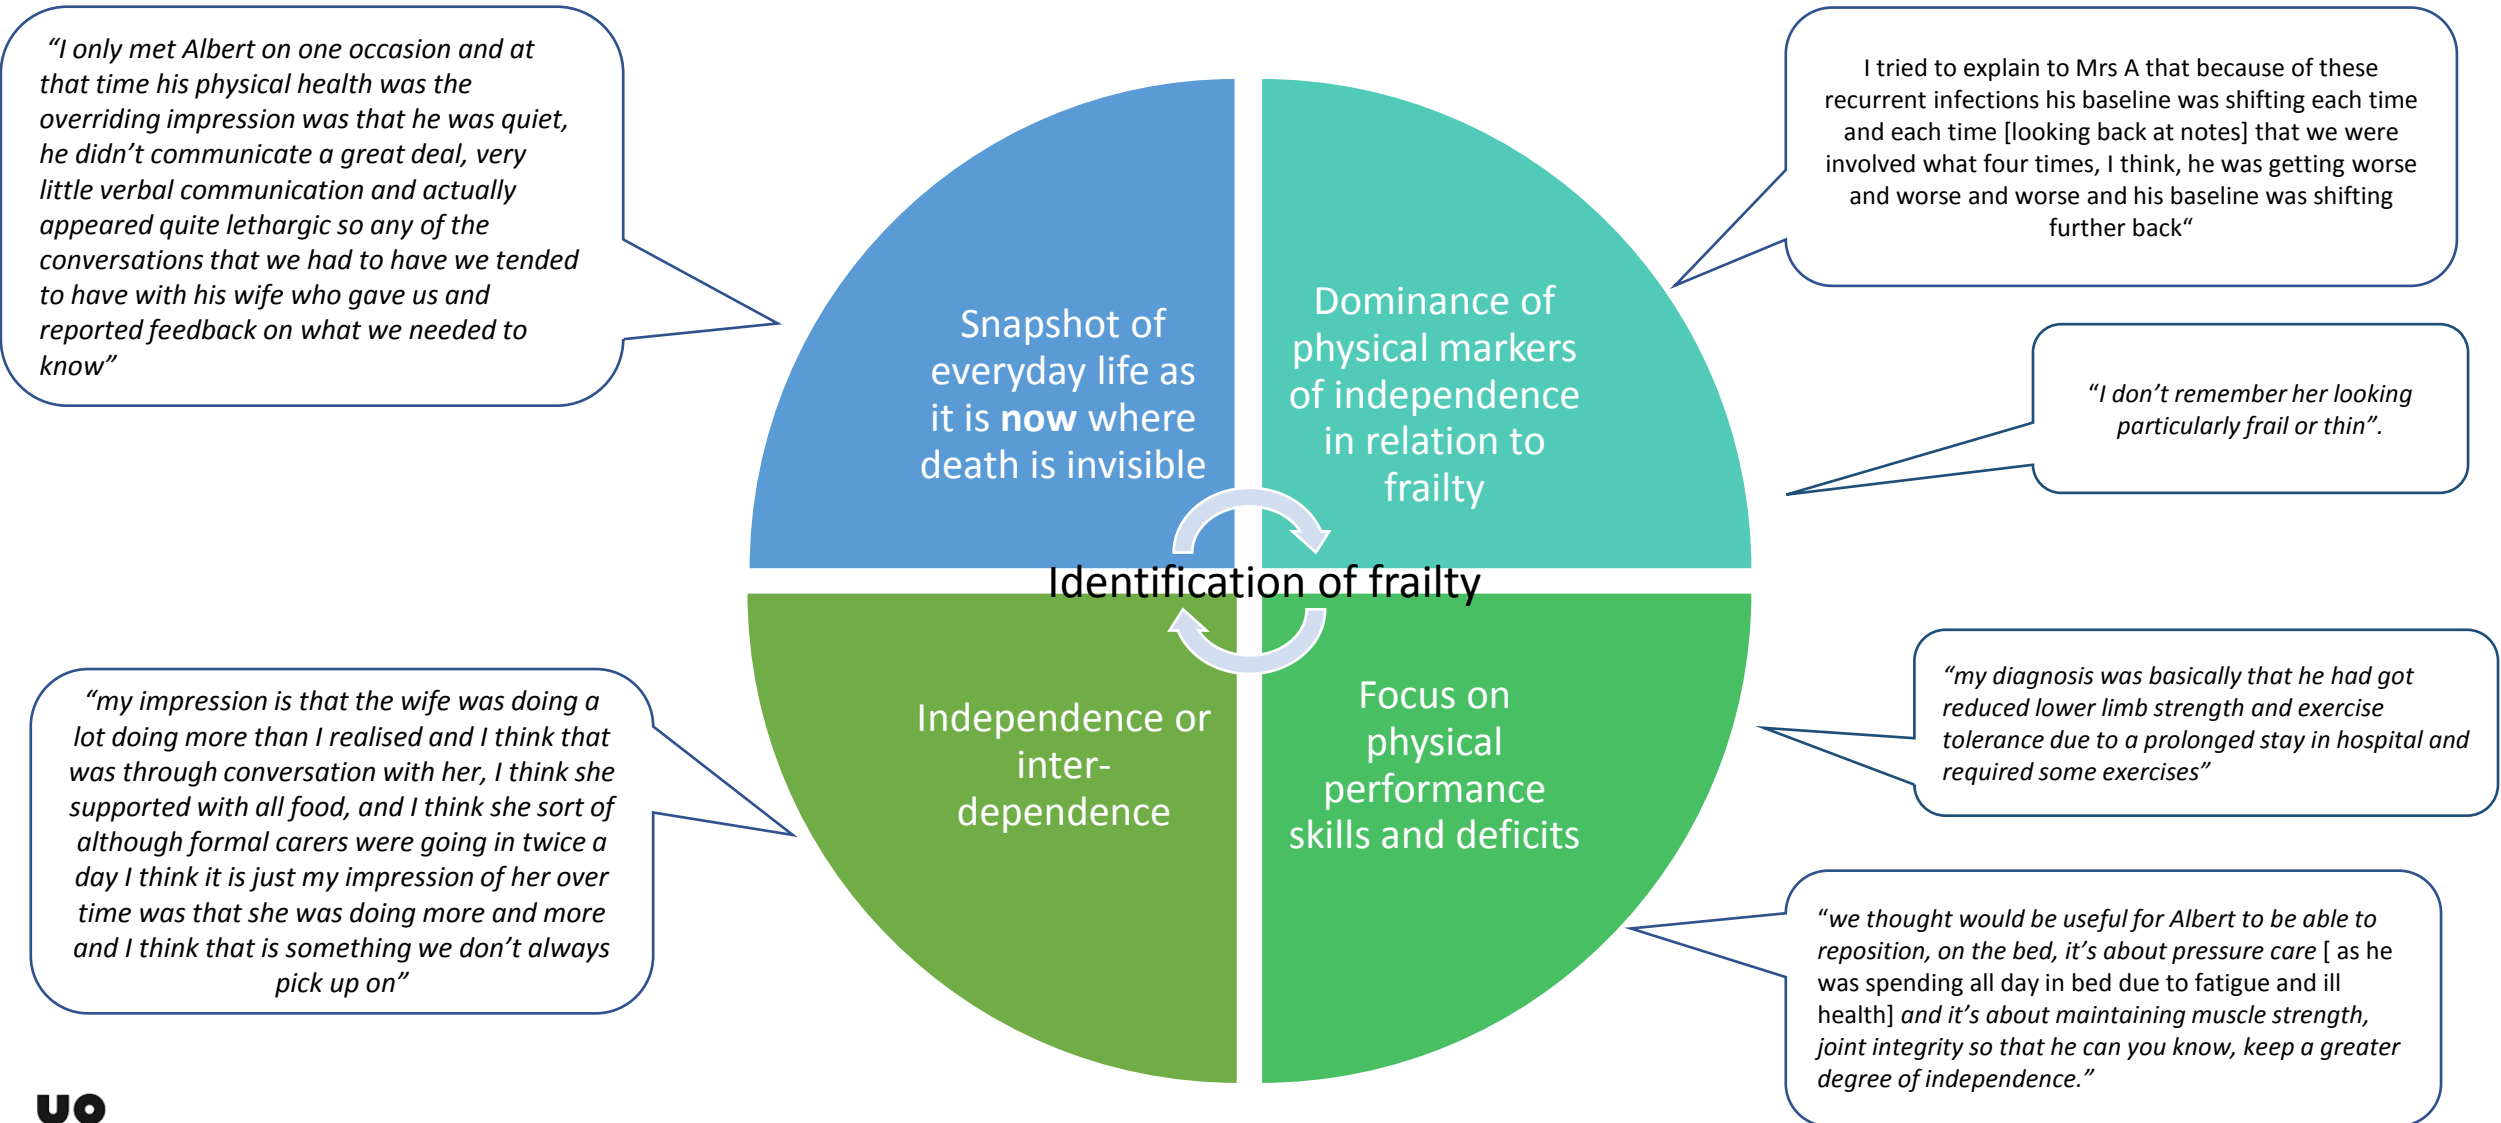 “I only met Albert on one occasion and at
that time his physical health was the
overriding impression was that he was quiet,
he didn’t communicate a great deal, very
little verbal communication and actually
appeared quite lethargic so any of the
conversations that we had to have we tended
to have with his wife who gave us and
reported feedback on what we needed to
know”
I tried to explain to Mrs A that because of these
recurrent infections his baseline was shifting each time
and each time [looking back at notes] that we were
involved what four times, I think, he was getting worse
and worse and worse and his baseline was shifting
further back“
Snapshot of
everyday life as
it is now where
death is invisible
Dominance of
physical markers
of independence
in relation to
frailty
“I don’t remember her looking
particularly frail or thin”.
Identification of frailty
“my impression is that the wife was doing a
lot doing more than I realised and I think that
was through conversation with her, I think she
supported with all food, and I think she sort of
although formal carers were going in twice a
day I think it is just my impression of her over
time was that she was doing more and more
and I think that is something we don’t always
pick up on”
Independence or
inter-
dependence
Focus on
physical
performance
skills and deficits
“my diagnosis was basically that he had got
reduced lower limb strength and exercise
tolerance due to a prolonged stay in hospital and
required some exercises”
“we thought would be useful for Albert to be able to
reposition, on the bed, it’s about pressure care [ as he
was spending all day in bed due to fatigue and ill
health] and it’s about maintaining muscle strength,
joint integrity so that he can you know, keep a greater
degree of independence.”
UO